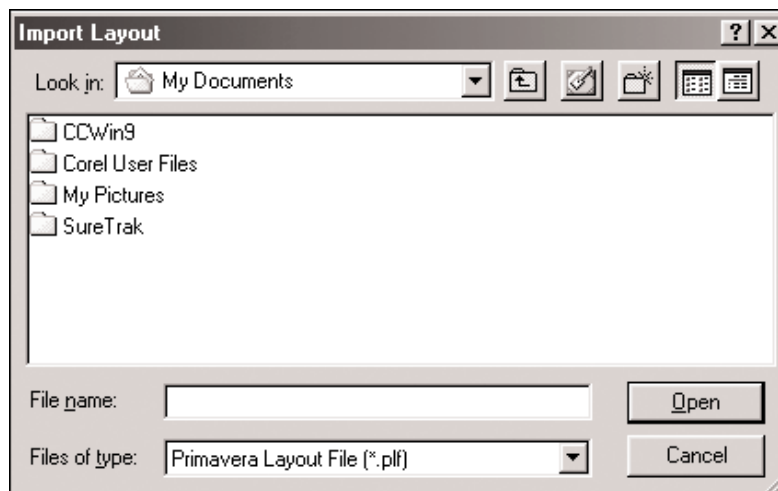 Import Layout
Look in: My Documents
CCWin9
Corel User Files
My Pictures
SureTrak
File name: Open
Files of type: Primavera Layout File (*.plf) Cancel